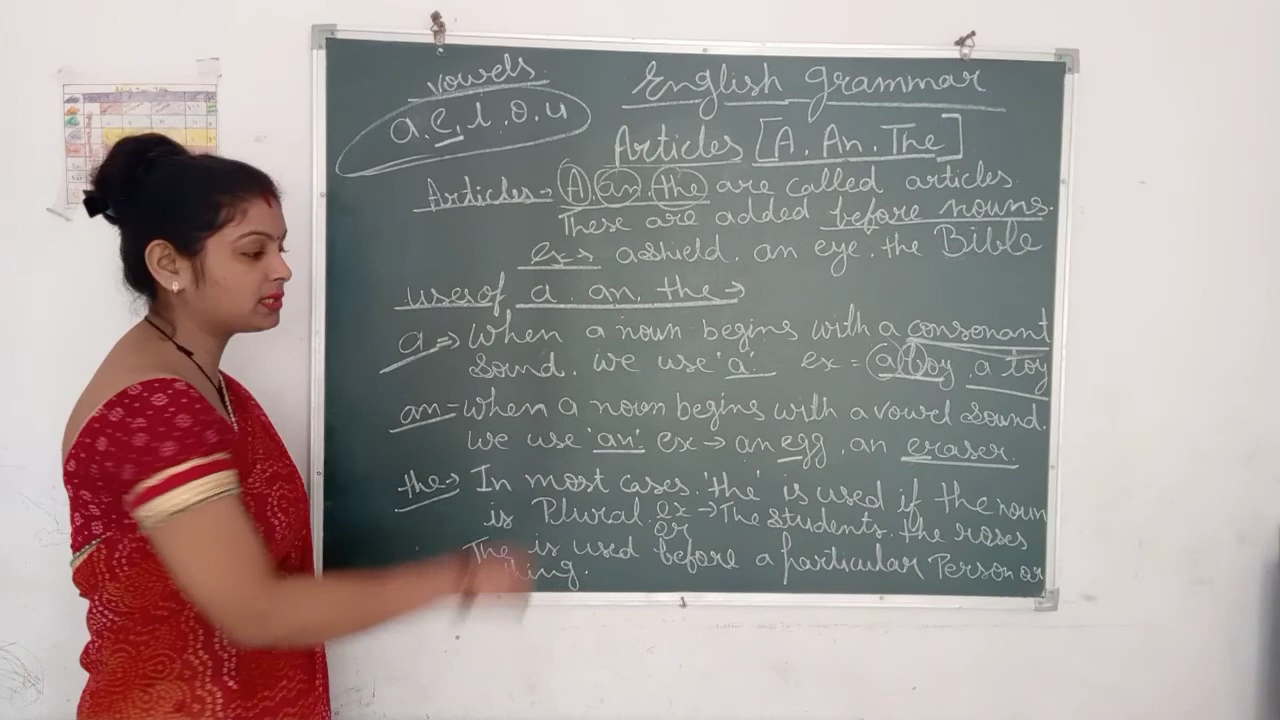 vowels
a, e, i, o, u
English Grammar
Articles [A. An. The]
Articles → A. an. the are called articles.
These are added before nouns.
ex → a shield. an eye. the Bible
uses of a. an. the →
a ⇒ When a noun begins with a consonant
sound. we use 'a'. ex = a boy, a toy
an = when a noun begins with a vowel sound.
we use 'an'. ex → an egg, an eraser.
the → In most cases. 'the' is used if the noun
is Plural. ex → The students. the roses
or
The is used before a particular Person or
thing.